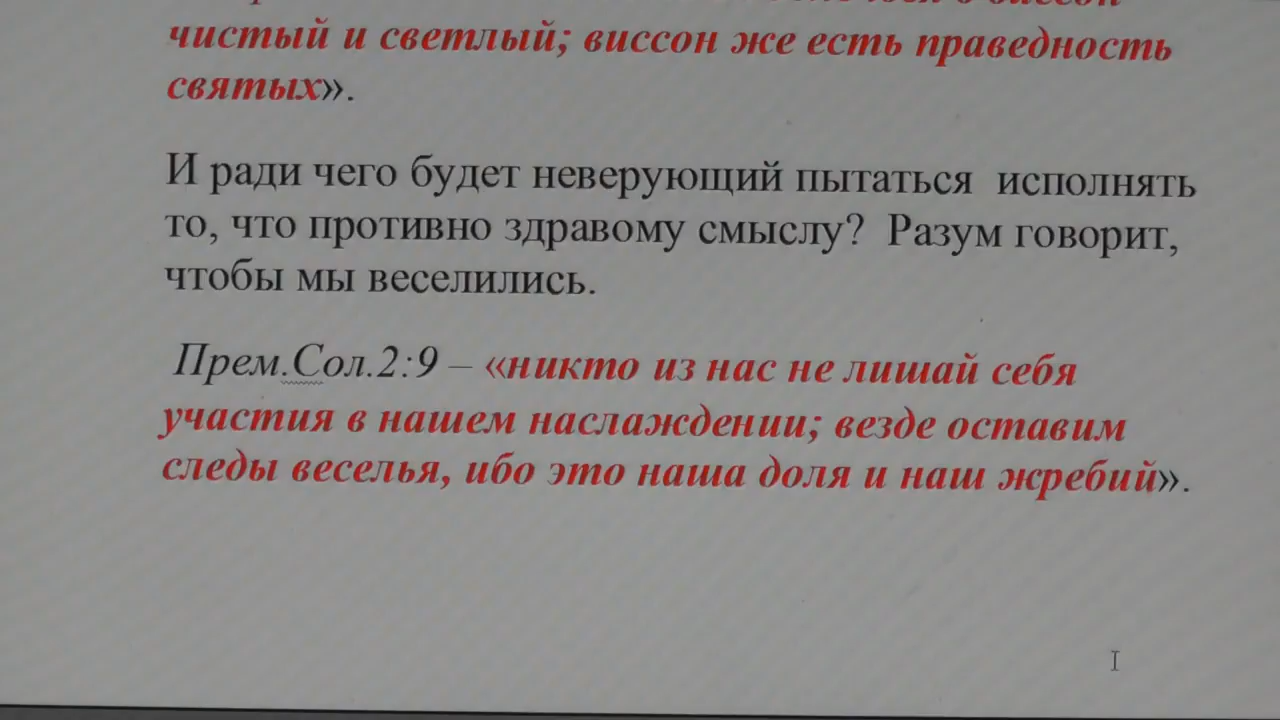 чистый и светлый; виссон же есть праведность
святых».
И ради чего будет неверующий пытаться исполнять
то, что противно здравому смыслу? Разум говорит,
чтобы мы веселились.
Прем.Сол.2:9 – «никто из нас не лишай себя
участия в нашем наслаждении; везде оставим
следы веселья, ибо это наша доля и наш жребий».